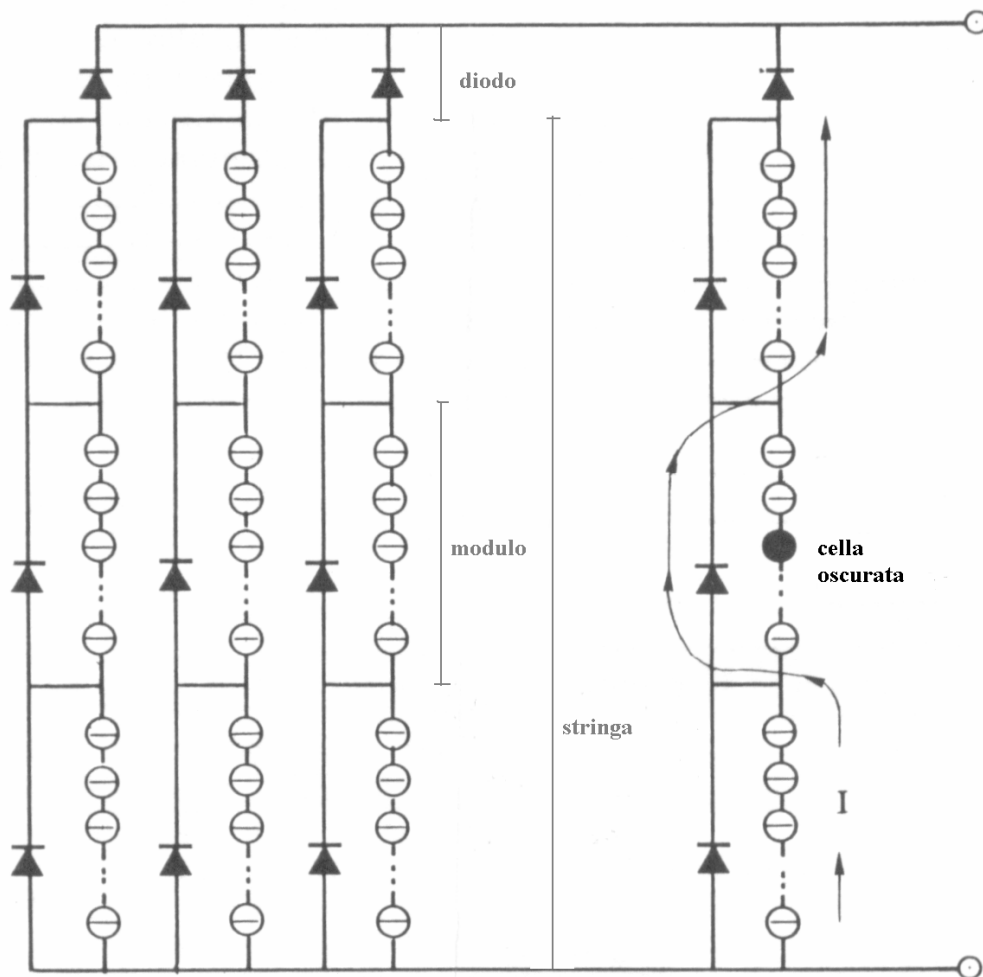 diodo
modulo
cella
oscurata
stringa
I